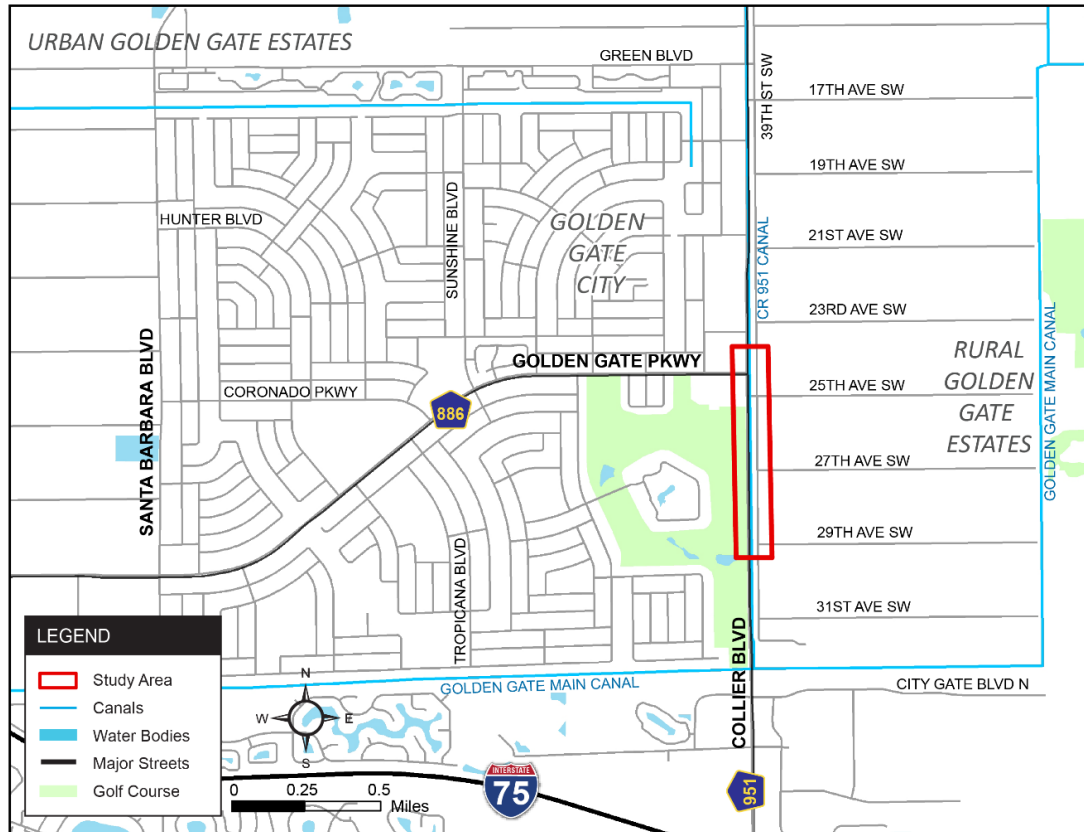 URBAN GOLDEN GATE ESTATES
GREEN BLVD
39TH ST SW
17TH AVE SW
19TH AVE SW
HUNTER BLVD
SUNSHINE BLVD
GOLDEN
GATE
CITY
21ST AVE SW
CR 951 CANAL
23RD AVE SW
GOLDEN GATE PKWY
RURAL
GOLDEN
GATE
ESTATES
GOLDEN GATE MAIN CANAL
SANTA BARBARA BLVD
CORONADO PKWY
886
25TH AVE SW
27TH AVE SW
29TH AVE SW
TROPICANA BLVD
31ST AVE SW
COLLIER BLVD
LEGEND
Study Area
Canals
Water Bodies
Major Streets
Golf Course
N
W
E
S
GOLDEN GATE MAIN CANAL
CITY GATE BLVD N
0 0.25 0.5
Miles
INTERSTATE
75
951